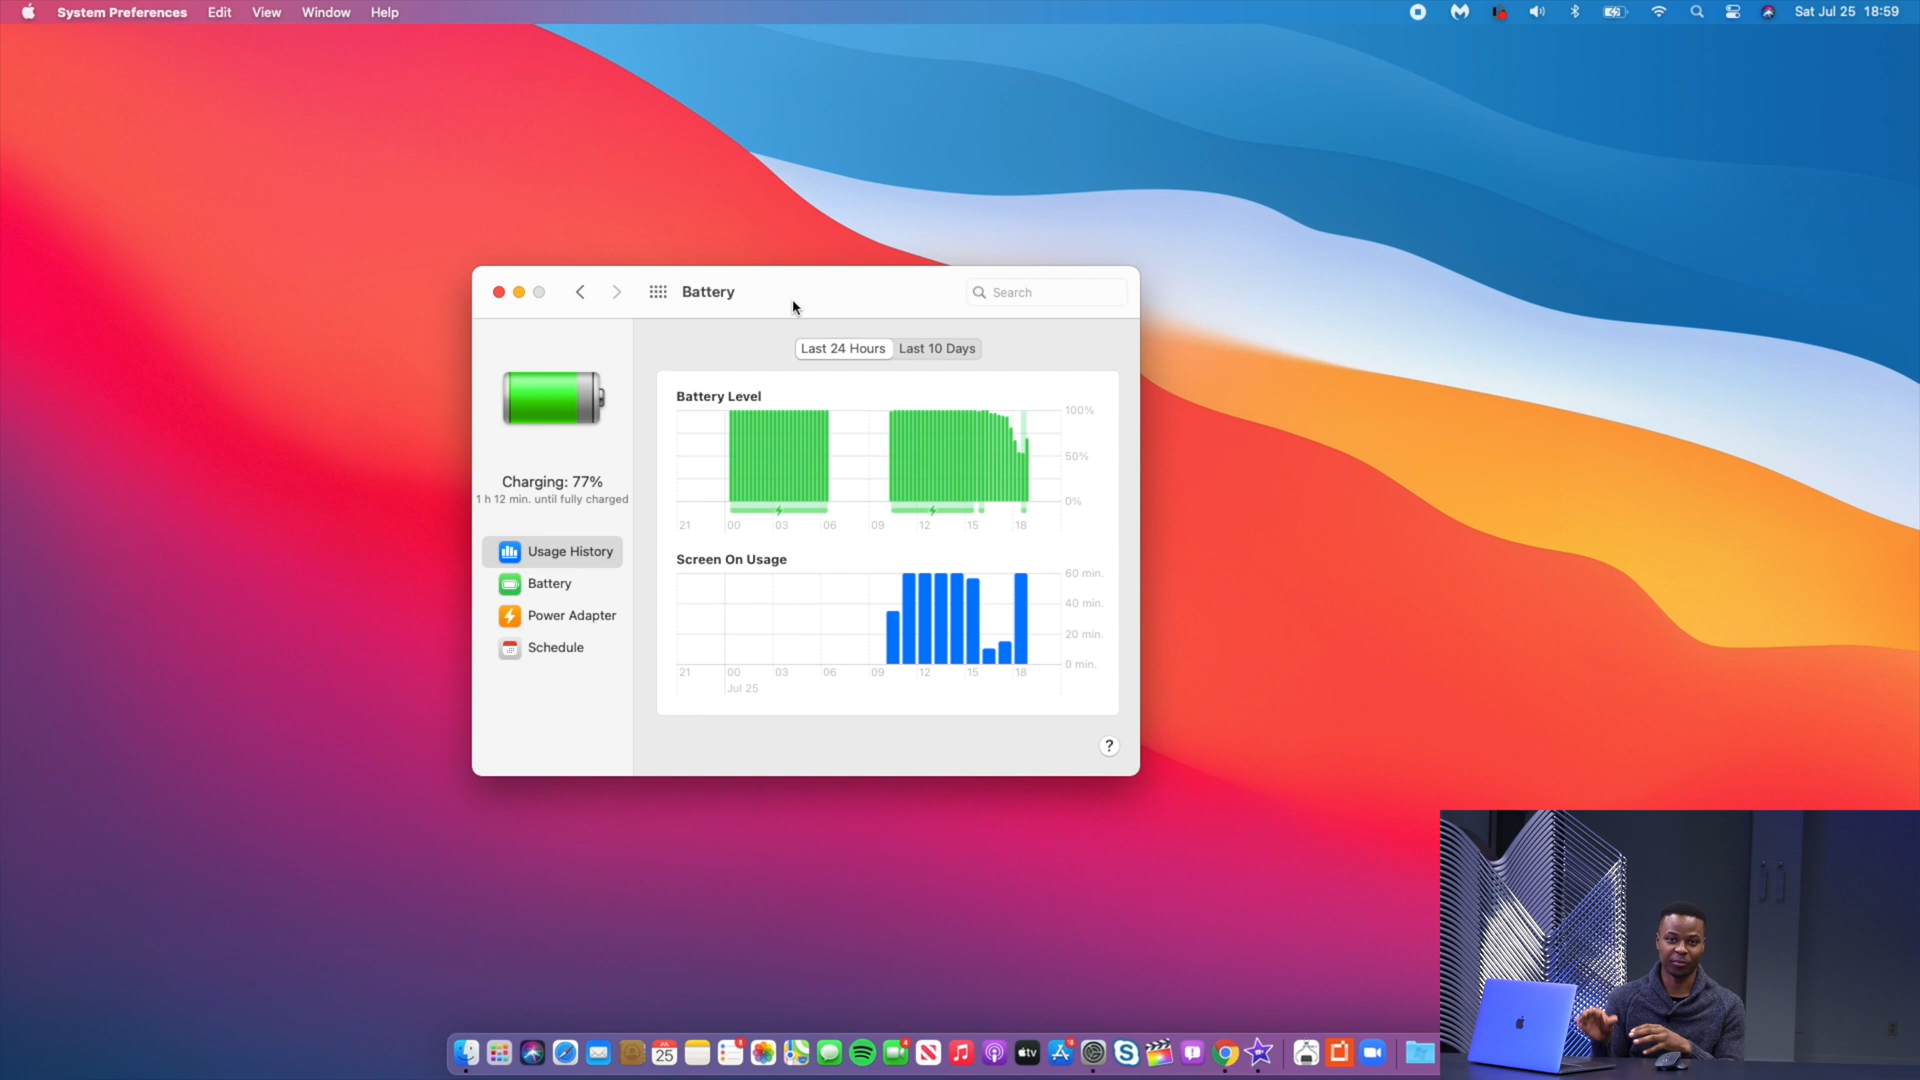 System Preferences Edit View Window Help
Sat Jul 25 18:59
Battery
Search
Last 24 Hours Last 10 Days
Charging: 77%
1 h 12 min. until fully charged
Usage History
Battery
Power Adapter
Schedule
Battery Level
100%
50%
0%
21 00 03 06 09 12 15 18
Screen On Usage
60 min.
40 min.
20 min.
0 min.
21 00 03 06 09 12 15 18
Jul 25
?
JUL
25
tv